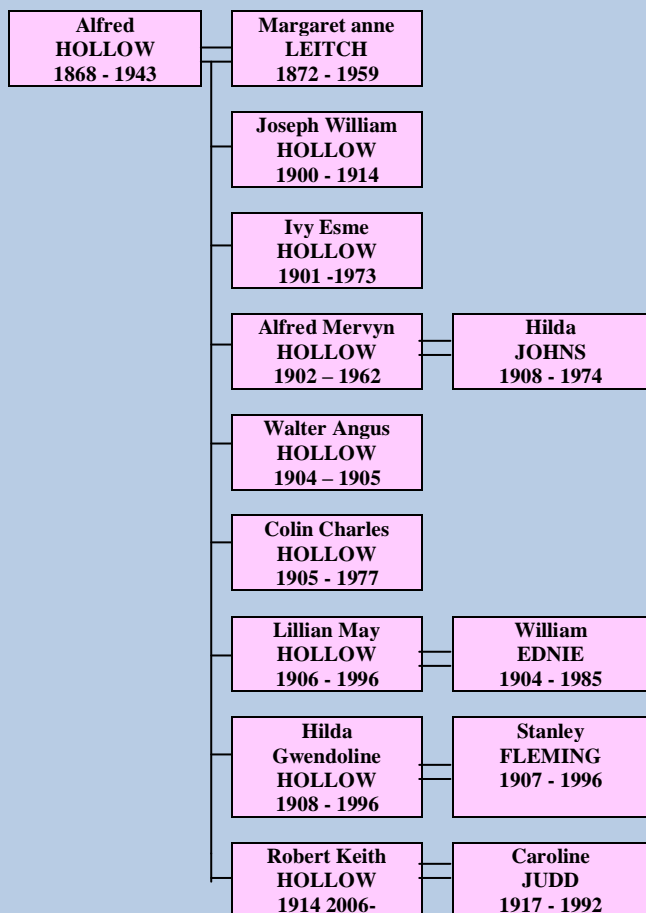 Alfred
HOLLOW
1868 - 1943
Margaret anne
LEITCH
1872 - 1959
Joseph William
HOLLOW
1900 - 1914
Ivy Esme
HOLLOW
1901 -1973
Alfred Mervyn
HOLLOW
1902 – 1962
Hilda
JOHNS
1908 - 1974
Walter Angus
HOLLOW
1904 – 1905
Colin Charles
HOLLOW
1905 - 1977
Lillian May
HOLLOW
1906 - 1996
William
EDNIE
1904 - 1985
Hilda
Gwendoline
HOLLOW
1908 - 1996
Stanley
FLEMING
1907 - 1996
Robert Keith
HOLLOW
1914 2006-
Caroline
JUDD
1917 - 1992